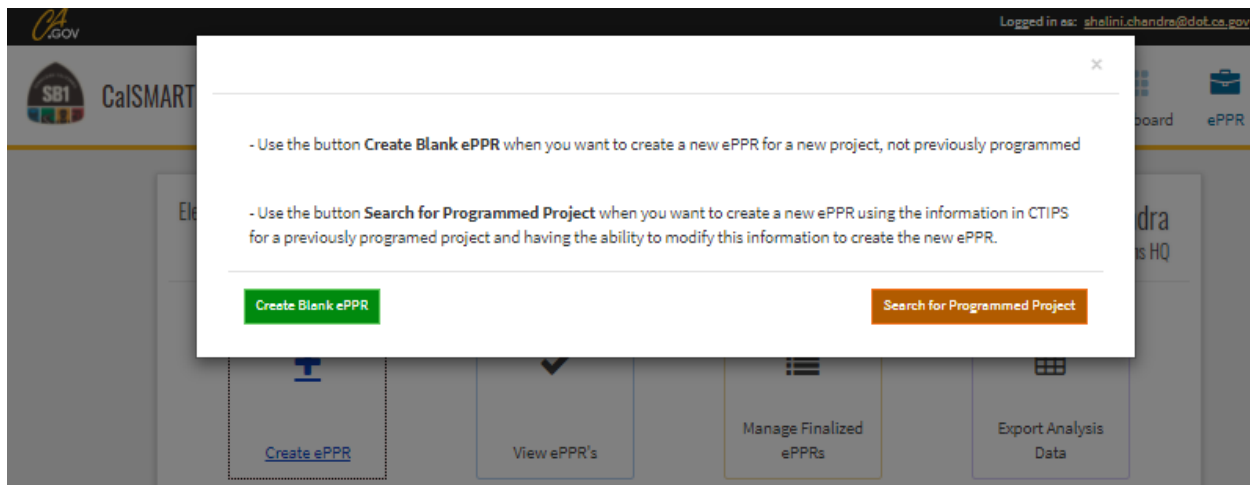 CA.GOV
Logged in as: shalini.chandra@dot.ca.gov
×
SB1
CalSMART
board
ePPR
- Use the button Create Blank ePPR when you want to create a new ePPR for a new project, not previously programmed
Ele
dra
- Use the button Search for Programmed Project when you want to create a new ePPR using the information in CTIPS
for a previously programed project and having the ability to modify this information to create the new ePPR.
ns HQ
Create Blank ePPR
Search for Programmed Project
Create ePPR
View ePPR's
Manage Finalized
ePPRs
Export Analysis
Data